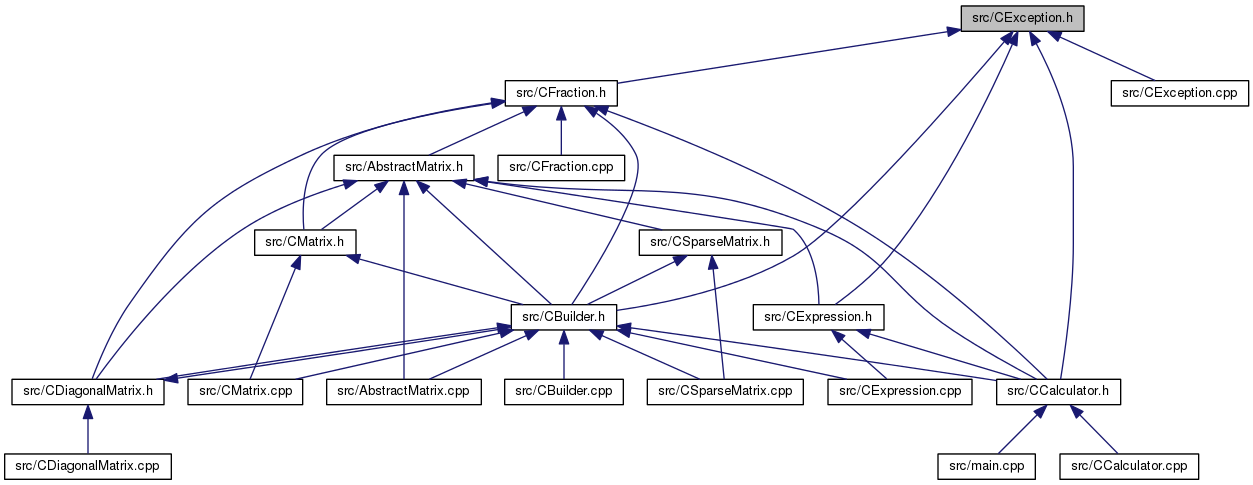 src/CException.h
src/CFraction.h
src/CException.cpp
src/AbstractMatrix.h
src/CFraction.cpp
src/CMatrix.h
src/CSparseMatrix.h
src/CBuilder.h
src/CExpression.h
src/CDiagonalMatrix.h
src/CMatrix.cpp
src/AbstractMatrix.cpp
src/CBuilder.cpp
src/CSparseMatrix.cpp
src/CExpression.cpp
src/CCalculator.h
src/CDiagonalMatrix.cpp
src/main.cpp
src/CCalculator.cpp